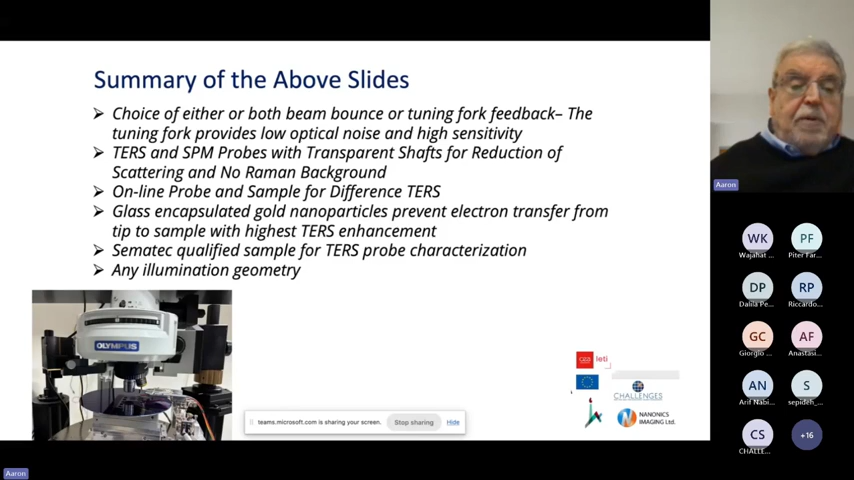 Summary of the Above Slides
➢ Choice of either or both beam bounce or tuning fork feedback– The
tuning fork provides low optical noise and high sensitivity
➢ TERS and SPM Probes with Transparent Shafts for Reduction of
Scattering and No Raman Background
➢ On-line Probe and Sample for Difference TERS
➢ Glass encapsulated gold nanoparticles prevent electron transfer from
tip to sample with highest TERS enhancement
➢ Sematec qualified sample for TERS probe characterization
➢ Any illumination geometry
OLYMPUS
leti
CHALLENGES
NANONICS
IMAGING Ltd.
teams.microsoft.com is sharing your screen.
Stop sharing
Hide
Aaron
WK
PF
Wajahat ...
Piter Far...
DP
RP
Dalila Pe...
Riccardo...
GC
AF
Giorgio ...
Anastasi...
AN
S
Arif Nabi...
sepideh_...
CS
+16
CHALLE...
Aaron